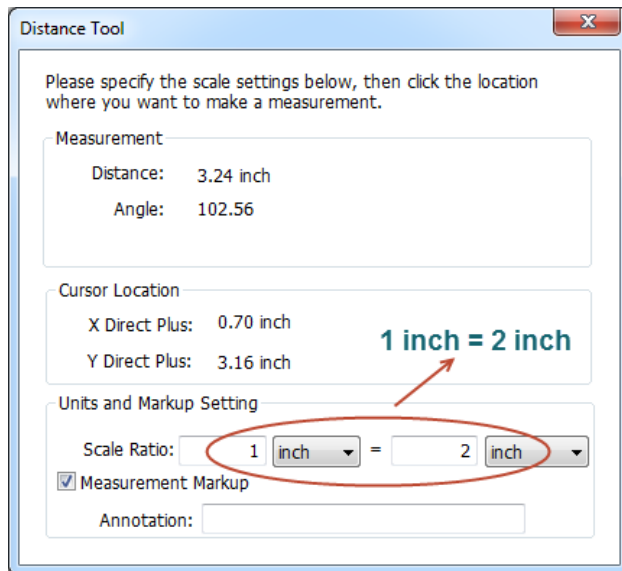 Distance Tool
Please specify the scale settings below, then click the location
where you want to make a measurement.
Measurement
Distance: 3.24 inch
Angle: 102.56
Cursor Location
X Direct Plus: 0.70 inch
Y Direct Plus: 3.16 inch
1 inch = 2 inch
Units and Markup Setting
Scale Ratio: 1 inch = 2 inch
Measurement Markup
Annotation: